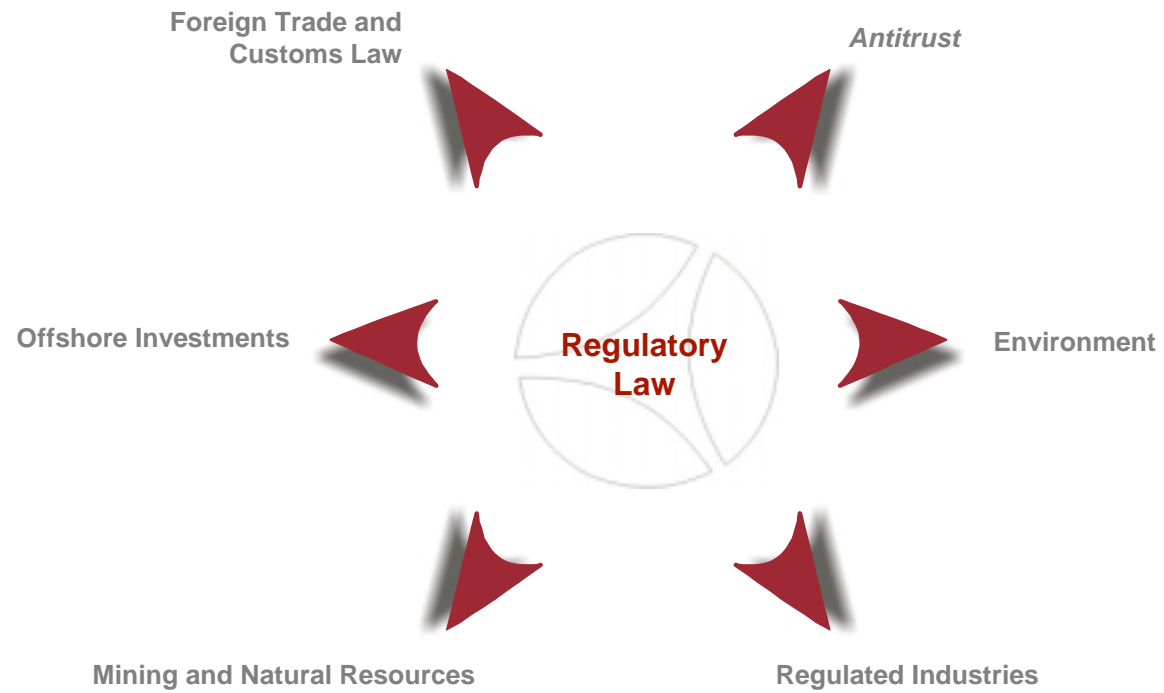 Foreign Trade and
Customs Law
Antitrust
Offshore Investments
Regulatory
Law
Environment
Mining and Natural Resources
Regulated Industries